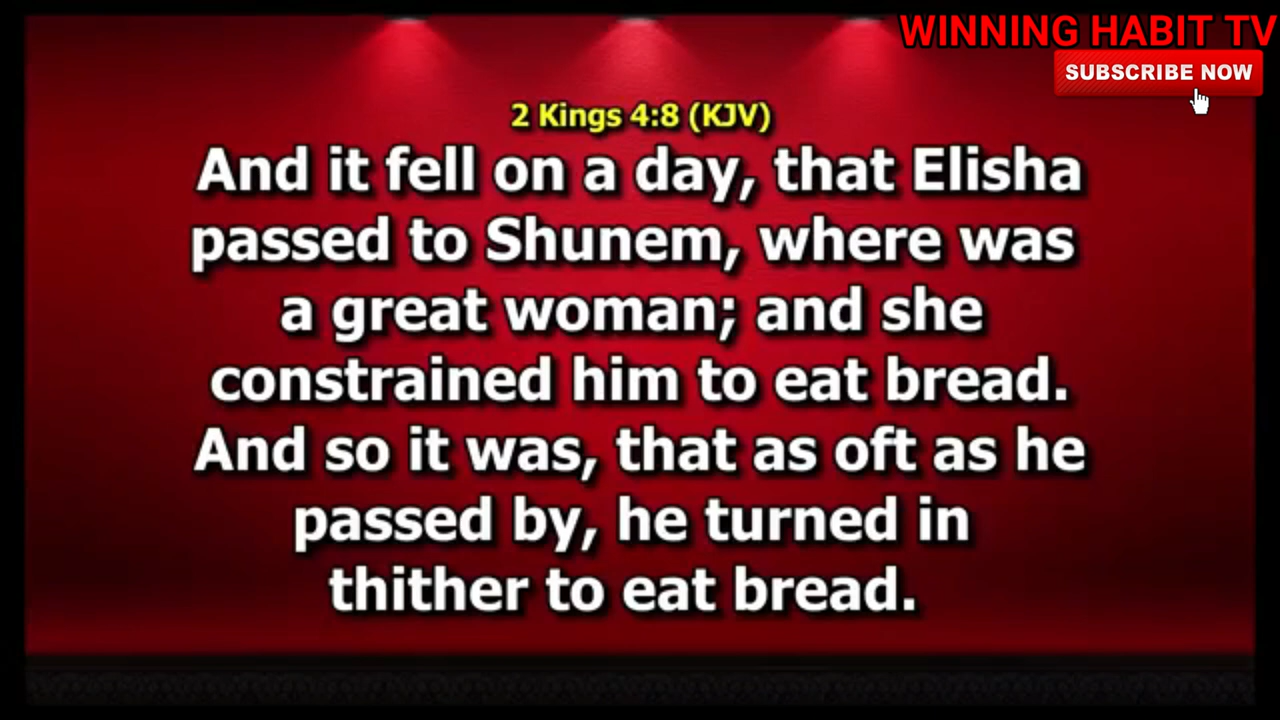 WINNING HABIT TV
SUBSCRIBE NOW
2 Kings 4:8 (KJV)
And it fell on a day, that Elisha
passed to Shunem, where was
a great woman; and she
constrained him to eat bread.
And so it was, that as oft as he
passed by, he turned in
thither to eat bread.